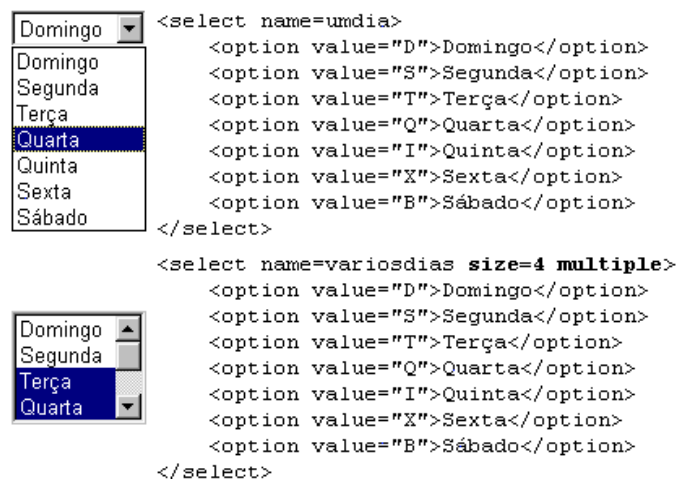 Domingo
Domingo
Segunda
Terça
Quarta
Quinta
Sexta
Sábado
<select name=umdia>
    <option value="D">Domingo</option>
    <option value="S">Segunda</option>
    <option value="T">Terça</option>
    <option value="Q">Quarta</option>
    <option value="I">Quinta</option>
    <option value="X">Sexta</option>
    <option value="B">Sábado</option>
</select>
Domingo
Segunda
Terça
Quarta
<select name=variosdias size=4 multiple>
    <option value="D">Domingo</option>
    <option value="S">Segunda</option>
    <option value="T">Terça</option>
    <option value="Q">Quarta</option>
    <option value="I">Quinta</option>
    <option value="X">Sexta</option>
    <option value="B">Sábado</option>
</select>